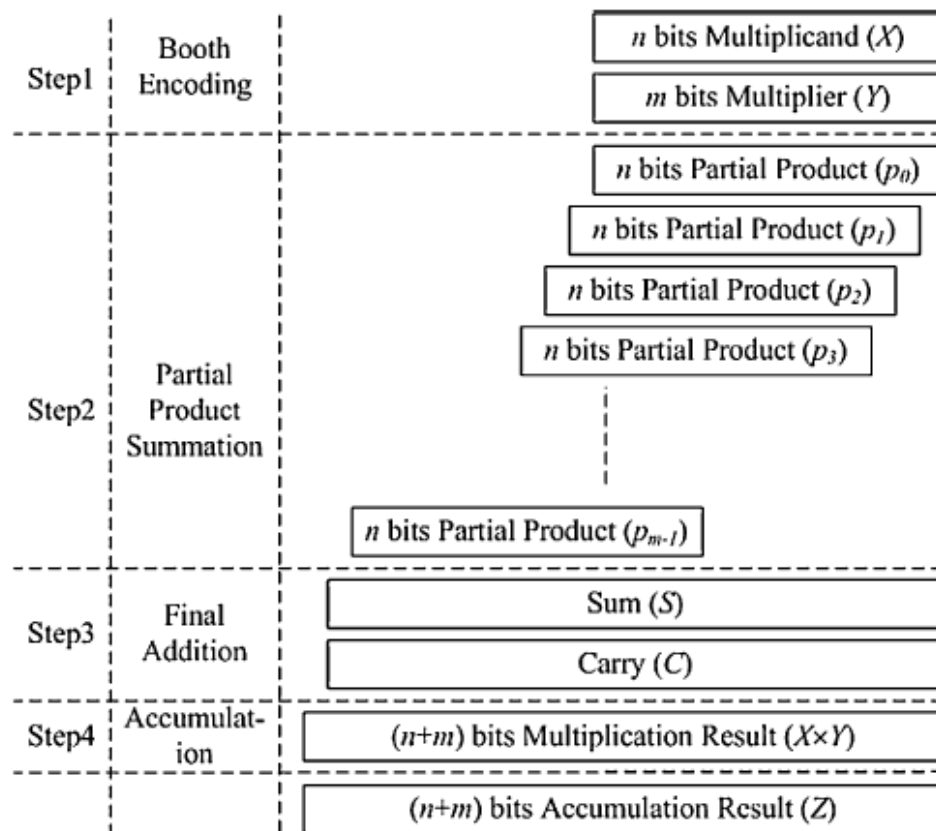 Step1
Booth
Encoding
n bits Multiplicand (X)
m bits Multiplier (Y)
Step2
Partial
Product
Summation
n bits Partial Product (p0)
n bits Partial Product (p1)
n bits Partial Product (p2)
n bits Partial Product (p3)
n bits Partial Product (pm-1)
Step3
Final
Addition
Sum (S)
Carry (C)
Step4
Accumulat-
ion
(n+m) bits Multiplication Result (X×Y)
(n+m) bits Accumulation Result (Z)